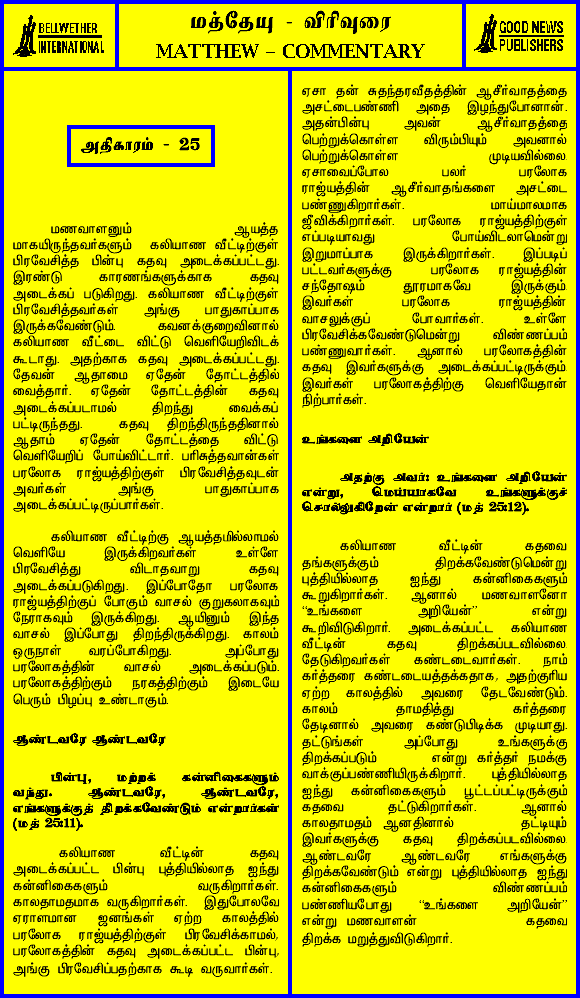 BELLWETHER
INTERNATIONAL
மத்தேயு - விரிவுரை
MATTHEW – COMMENTARY
GOOD NEWS
PUBLISHERS
அதிகாரம் - 25
மணவாளனும் ஆயத்த
மாகயிருந்தவர்களும் கலியாண வீட்டிற்குள்
பிரவேசித்த பின்பு கதவு அடைக்கப்பட்டது.
இரண்டு காரணங்களுக்காக கதவு
அடைக்கப் படுகிறது. கலியாண வீட்டிற்குள்
பிரவேசித்தவர்கள் அங்கு பாதுகாப்பாக
இருக்கவேண்டும். கவனக்குறைவினால்
கலியாண வீட்டை விட்டு வெளியேறிவிடக்
கூடாது. அதற்காக கதவு அடைக்கப்பட்டது.
தேவன் ஆதாமை ஏதேன் தோட்டத்தில்
வைத்தார். ஏதேன் தோட்டத்தின் கதவு
அடைக்கப்படாமல் திறந்து வைக்கப்
பட்டிருந்தது. கதவு திறந்திருந்ததினால்
ஆதாம் ஏதேன் தோட்டத்தை விட்டு
வெளியேறிப் போய்விட்டார். பரிசுத்தவான்கள்
பரலோக ராஜ்யத்திற்குள் பிரவேசித்தவுடன்
அவர்கள் அங்கு பாதுகாப்பாக
அடைக்கப்பட்டிருப்பார்கள்.
கலியாண வீட்டிற்கு ஆயத்தமில்லாமல்
வெளியே இருக்கிறவர்கள் உள்ளே
பிரவேசித்து விடாதவாறு கதவு
அடைக்கப்படுகிறது. இப்போதோ பரலோக
ராஜ்யத்திற்குப் போகும் வாசல் குறுகலாகவும்
நேராகவும் இருக்கிறது. ஆயினும் இந்த
வாசல் இப்போது திறந்திருக்கிறது. காலம்
ஒருநாள் வரப்போகிறது. அப்போது
பரலோகத்தின் வாசல் அடைக்கப்படும்.
பரலோகத்திற்கும் நரகத்திற்கும் இடையே
பெரும் பிழப்பு உண்டாகும்.
ஆண்டவரே ஆண்டவரே
பின்பு, மற்றக் கன்னிகைகளும்
வந்து. ஆண்டவரே, ஆண்டவரே,
எங்களுக்குத் திறக்கவேண்டும் என்றார்கள்
(மத் 25:11).
கலியாண வீட்டின் கதவு
அடைக்கப்பட்ட பின்பு புத்தியில்லாத ஐந்து
கன்னிகைகளும் வருகிறார்கள்.
காலதாமதமாக வருகிறார்கள். இதுபோலவே
ஏராளமான ஜனங்கள் ஏற்ற காலத்தில்
பரலோக ராஜ்யத்திற்குள் பிரவேசிக்காமல்,
பரலோகத்தின் கதவு அடைக்கப்பட்ட பின்பு,
அங்கு பிரவேசிப்பதற்காக கூடி வருவார்கள்.
ஏசா தன் சுதந்தரவீதத்தின் ஆசீர்வாதத்தை
அசட்டைபண்ணி அதை இழந்துபோனான்.
அதன்பின்பு அவன் ஆசீர்வாதத்தை
பெற்றுக்கொள்ள விரும்பியும் அவனால்
பெற்றுக்கொள்ள முடியவில்லை.
ஏசாவைப்போல பலர் பரலோக
ராஜ்யத்தின் ஆசீர்வாதங்களை அசட்டை
பண்ணுகிறார்கள். மாய்மாலமாக
ஜீவிக்கிறார்கள். பரலோக ராஜ்யத்திற்குள்
எப்படியாவது போய்விடலாமென்று
இறுமாப்பாக இருக்கிறார்கள். இப்படிப்
பட்டவர்களுக்கு பரலோக ராஜ்யத்தின்
சந்தோஷம் தூரமாகவே இருக்கும்.
இவர்கள் பரலோக ராஜ்யத்தின்
வாசலுக்குப் போவார்கள். உள்ளே
பிரவேசிக்கவேண்டுமென்று விண்ணப்பம்
பண்ணுவார்கள். ஆனால் பரலோகத்தின்
கதவு இவர்களுக்கு அடைக்கப்பட்டிருக்கும்.
இவர்கள் பரலோகத்திற்கு வெளியேதான்
நிற்பார்கள்.
உங்களை அறியேன்
அதற்கு அவர்: உங்களை அறியேன்
என்று, மெய்யாகவே உங்களுக்குச்
சொல்லுகிறேன் என்றார் (மத் 25:12).
கலியாண வீட்டின் கதவை
தங்களுக்கும் திறக்கவேண்டுமென்று
புத்தியில்லாத ஐந்து கன்னிகைகளும்
கூறுகிறார்கள். ஆனால் மணவாளனோ
“உங்களை அறியேன்” என்று
கூறிவிடுகிறார். அடைக்கப்பட்ட கலியாண
வீட்டின் கதவு திறக்கப்படவில்லை.
தேடுகிறவர்கள் கண்டடைவார்கள். நாம்
கர்த்தரை கண்டடையத்தக்கதாக, அதற்குரிய
ஏற்ற காலத்தில் அவரை தேடவேண்டும்.
காலம் தாமதித்து கர்த்தரை
தேடினால் அவரை கண்டுபிடிக்க முடியாது.
தட்டுங்கள் அப்போது உங்களுக்கு
திறக்கப்படும் என்று கர்த்தர் நமக்கு
வாக்குப்பண்ணியிருக்கிறார். புத்தியில்லாத
ஐந்து கன்னிகைகளும் பூட்டப்பட்டிருக்கும்
கதவை தட்டுகிறார்கள். ஆனால்
காலதாமதம் ஆனதினால் தட்டியும்
இவர்களுக்கு கதவு திறக்கப்படவில்லை.
ஆண்டவரே ஆண்டவரே எங்களுக்கு
திறக்கவேண்டும் என்று புத்தியில்லாத ஐந்து
கன்னிகைகளும் விண்ணப்பம்
பண்ணியபோது “உங்களை அறியேன்”
என்று மணவாளன் கதவை
திறக்க மறுத்துவிடுகிறார்.